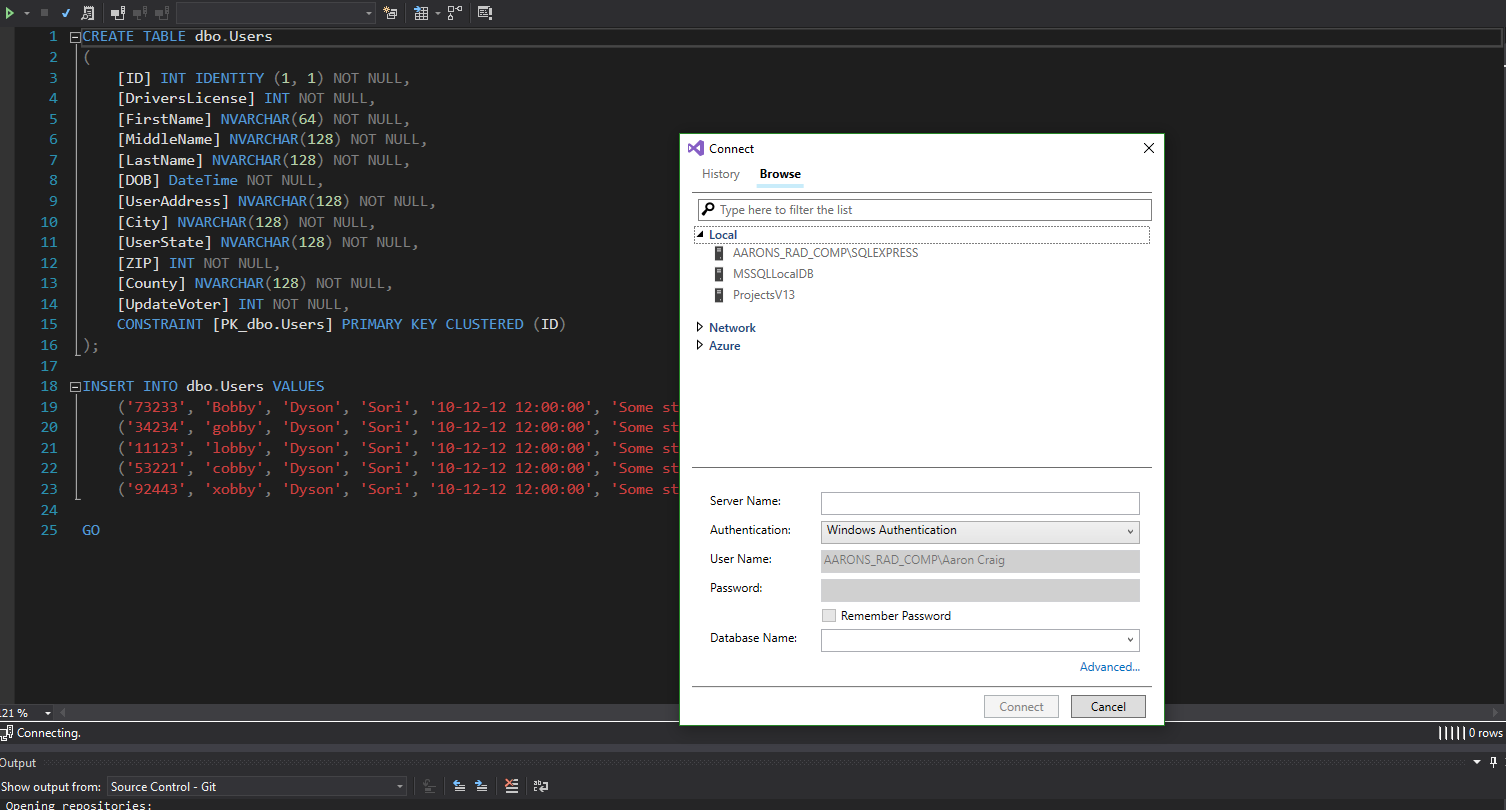 1 CREATE TABLE dbo.Users
2 (
3 [ID] INT IDENTITY (1, 1) NOT NULL,
4 [DriversLicense] INT NOT NULL,
5 [FirstName] NVARCHAR(64) NOT NULL,
6 [MiddleName] NVARCHAR(128) NOT NULL,
7 [LastName] NVARCHAR(128) NOT NULL,
8 [DOB] DateTime NOT NULL,
9 [UserAddress] NVARCHAR(128) NOT NULL,
10 [City] NVARCHAR(128) NOT NULL,
11 [UserState] NVARCHAR(128) NOT NULL,
12 [ZIP] INT NOT NULL,
13 [County] NVARCHAR(128) NOT NULL,
14 [UpdateVoter] INT NOT NULL,
15 CONSTRAINT [PK_dbo.Users] PRIMARY KEY CLUSTERED (ID)
16 );
17
18 INSERT INTO dbo.Users VALUES
19 ('73233', 'Bobby', 'Dyson', 'Sori', '10-12-12 12:00:00', 'Some st
20 ('34234', 'gobby', 'Dyson', 'Sori', '10-12-12 12:00:00', 'Some st
21 ('11123', 'lobby', 'Dyson', 'Sori', '10-12-12 12:00:00', 'Some st
22 ('53221', 'cobby', 'Dyson', 'Sori', '10-12-12 12:00:00', 'Some st
23 ('92443', 'xobby', 'Dyson', 'Sori', '10-12-12 12:00:00', 'Some st
24
25 GO
Connect
History Browse
Type here to filter the list
Local
AARONS_RAD_COMP\SQLEXPRESS
MSSQLLocalDB
ProjectsV13
Network
Azure
Server Name:
Authentication: Windows Authentication
User Name: AARONS_RAD_COMP\Aaron Craig
Password:
Remember Password
Database Name:
Advanced...
Connect Cancel
21 %
Connecting. 0 rows
Output
Show output from: Source Control - Git
Opening repositories: